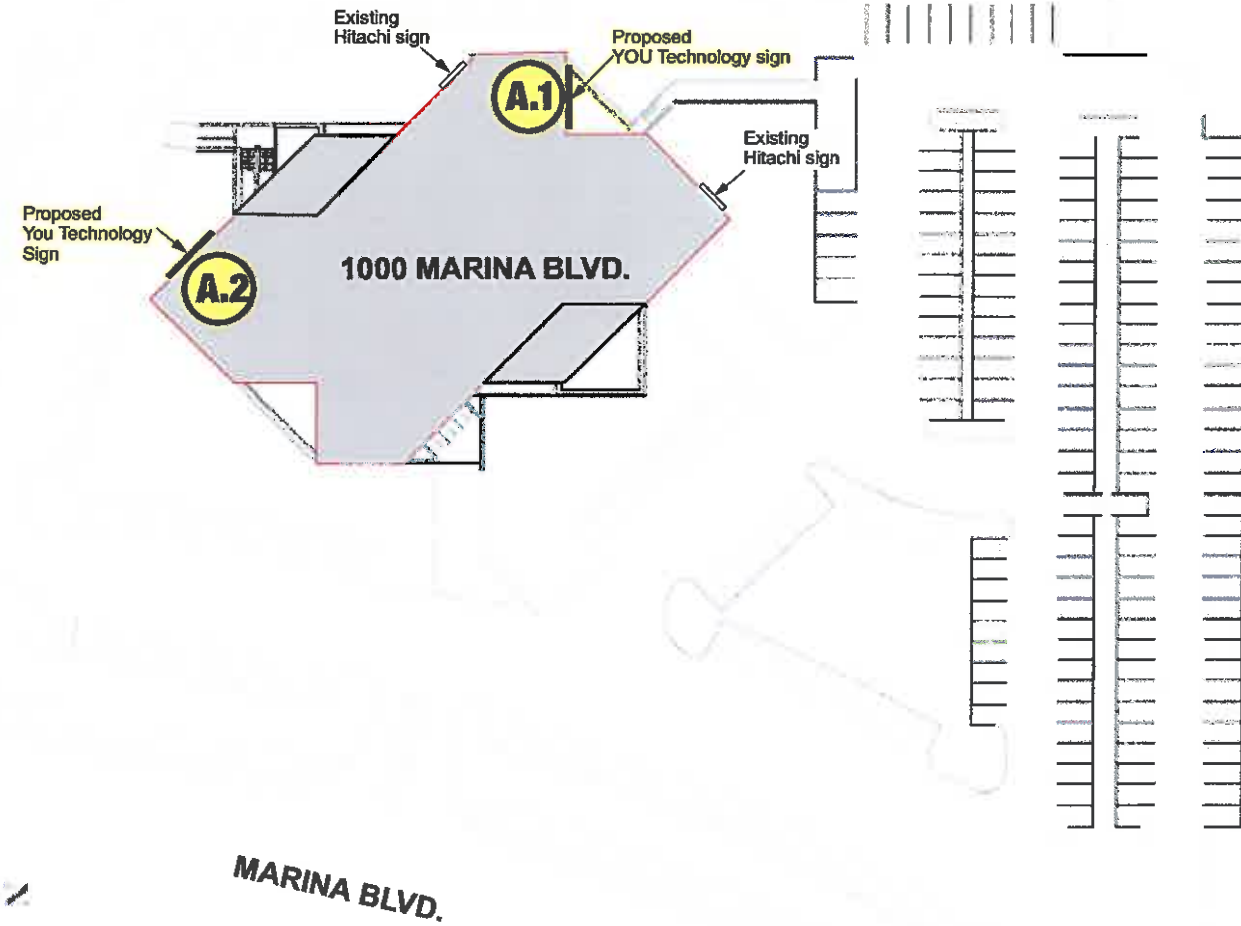 Existing
Hitachi sign
Proposed
YOU Technology sign
A.1
Existing
Hitachi sign
Proposed
You Technology
Sign
A.2
1000 MARINA BLVD.
MARINA BLVD.